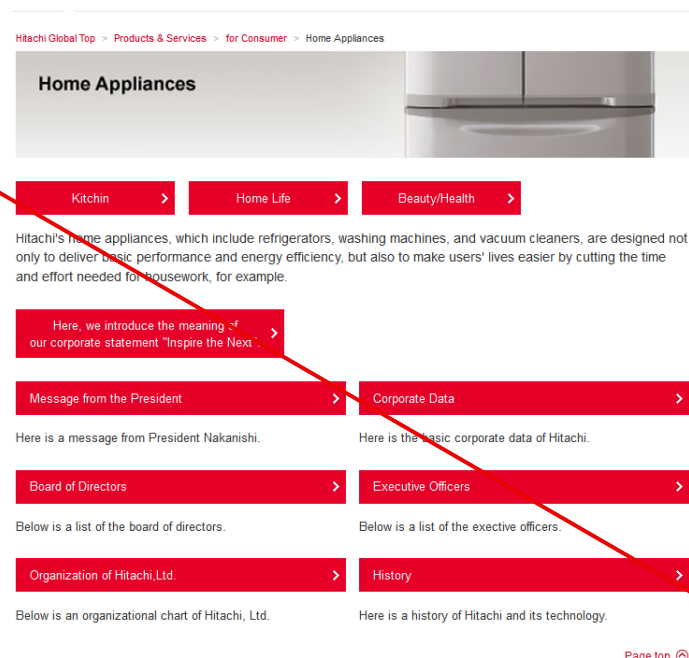 Hitachi Global Top > Products & Services > for Consumer > Home Appliances
Home Appliances
Kitchin
Home Life
Beauty/Health
Hitachi's home appliances, which include refrigerators, washing machines, and vacuum cleaners, are designed not
only to deliver basic performance and energy efficiency, but also to make users' lives easier by cutting the time
and effort needed for housework, for example.
Here, we introduce the meaning of
our corporate statement "Inspire the Next".
Message from the President
Corporate Data
Here is a message from President Nakanishi.
Here is the basic corporate data of Hitachi.
Board of Directors
Executive Officers
Below is a list of the board of directors.
Below is a list of the exective officers.
Organization of Hitachi,Ltd.
History
Below is an organizational chart of Hitachi, Ltd.
Here is a history of Hitachi and its technology.
Page top